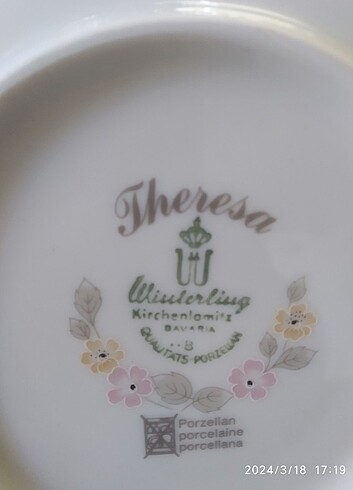 Theresa
W
Winterling
Kirchenlamitz
BAVARIA
··8
QUALITÄTS-PORZELLAN
Porzellan
porcelaine
porcellana
2024/3/18 17:19